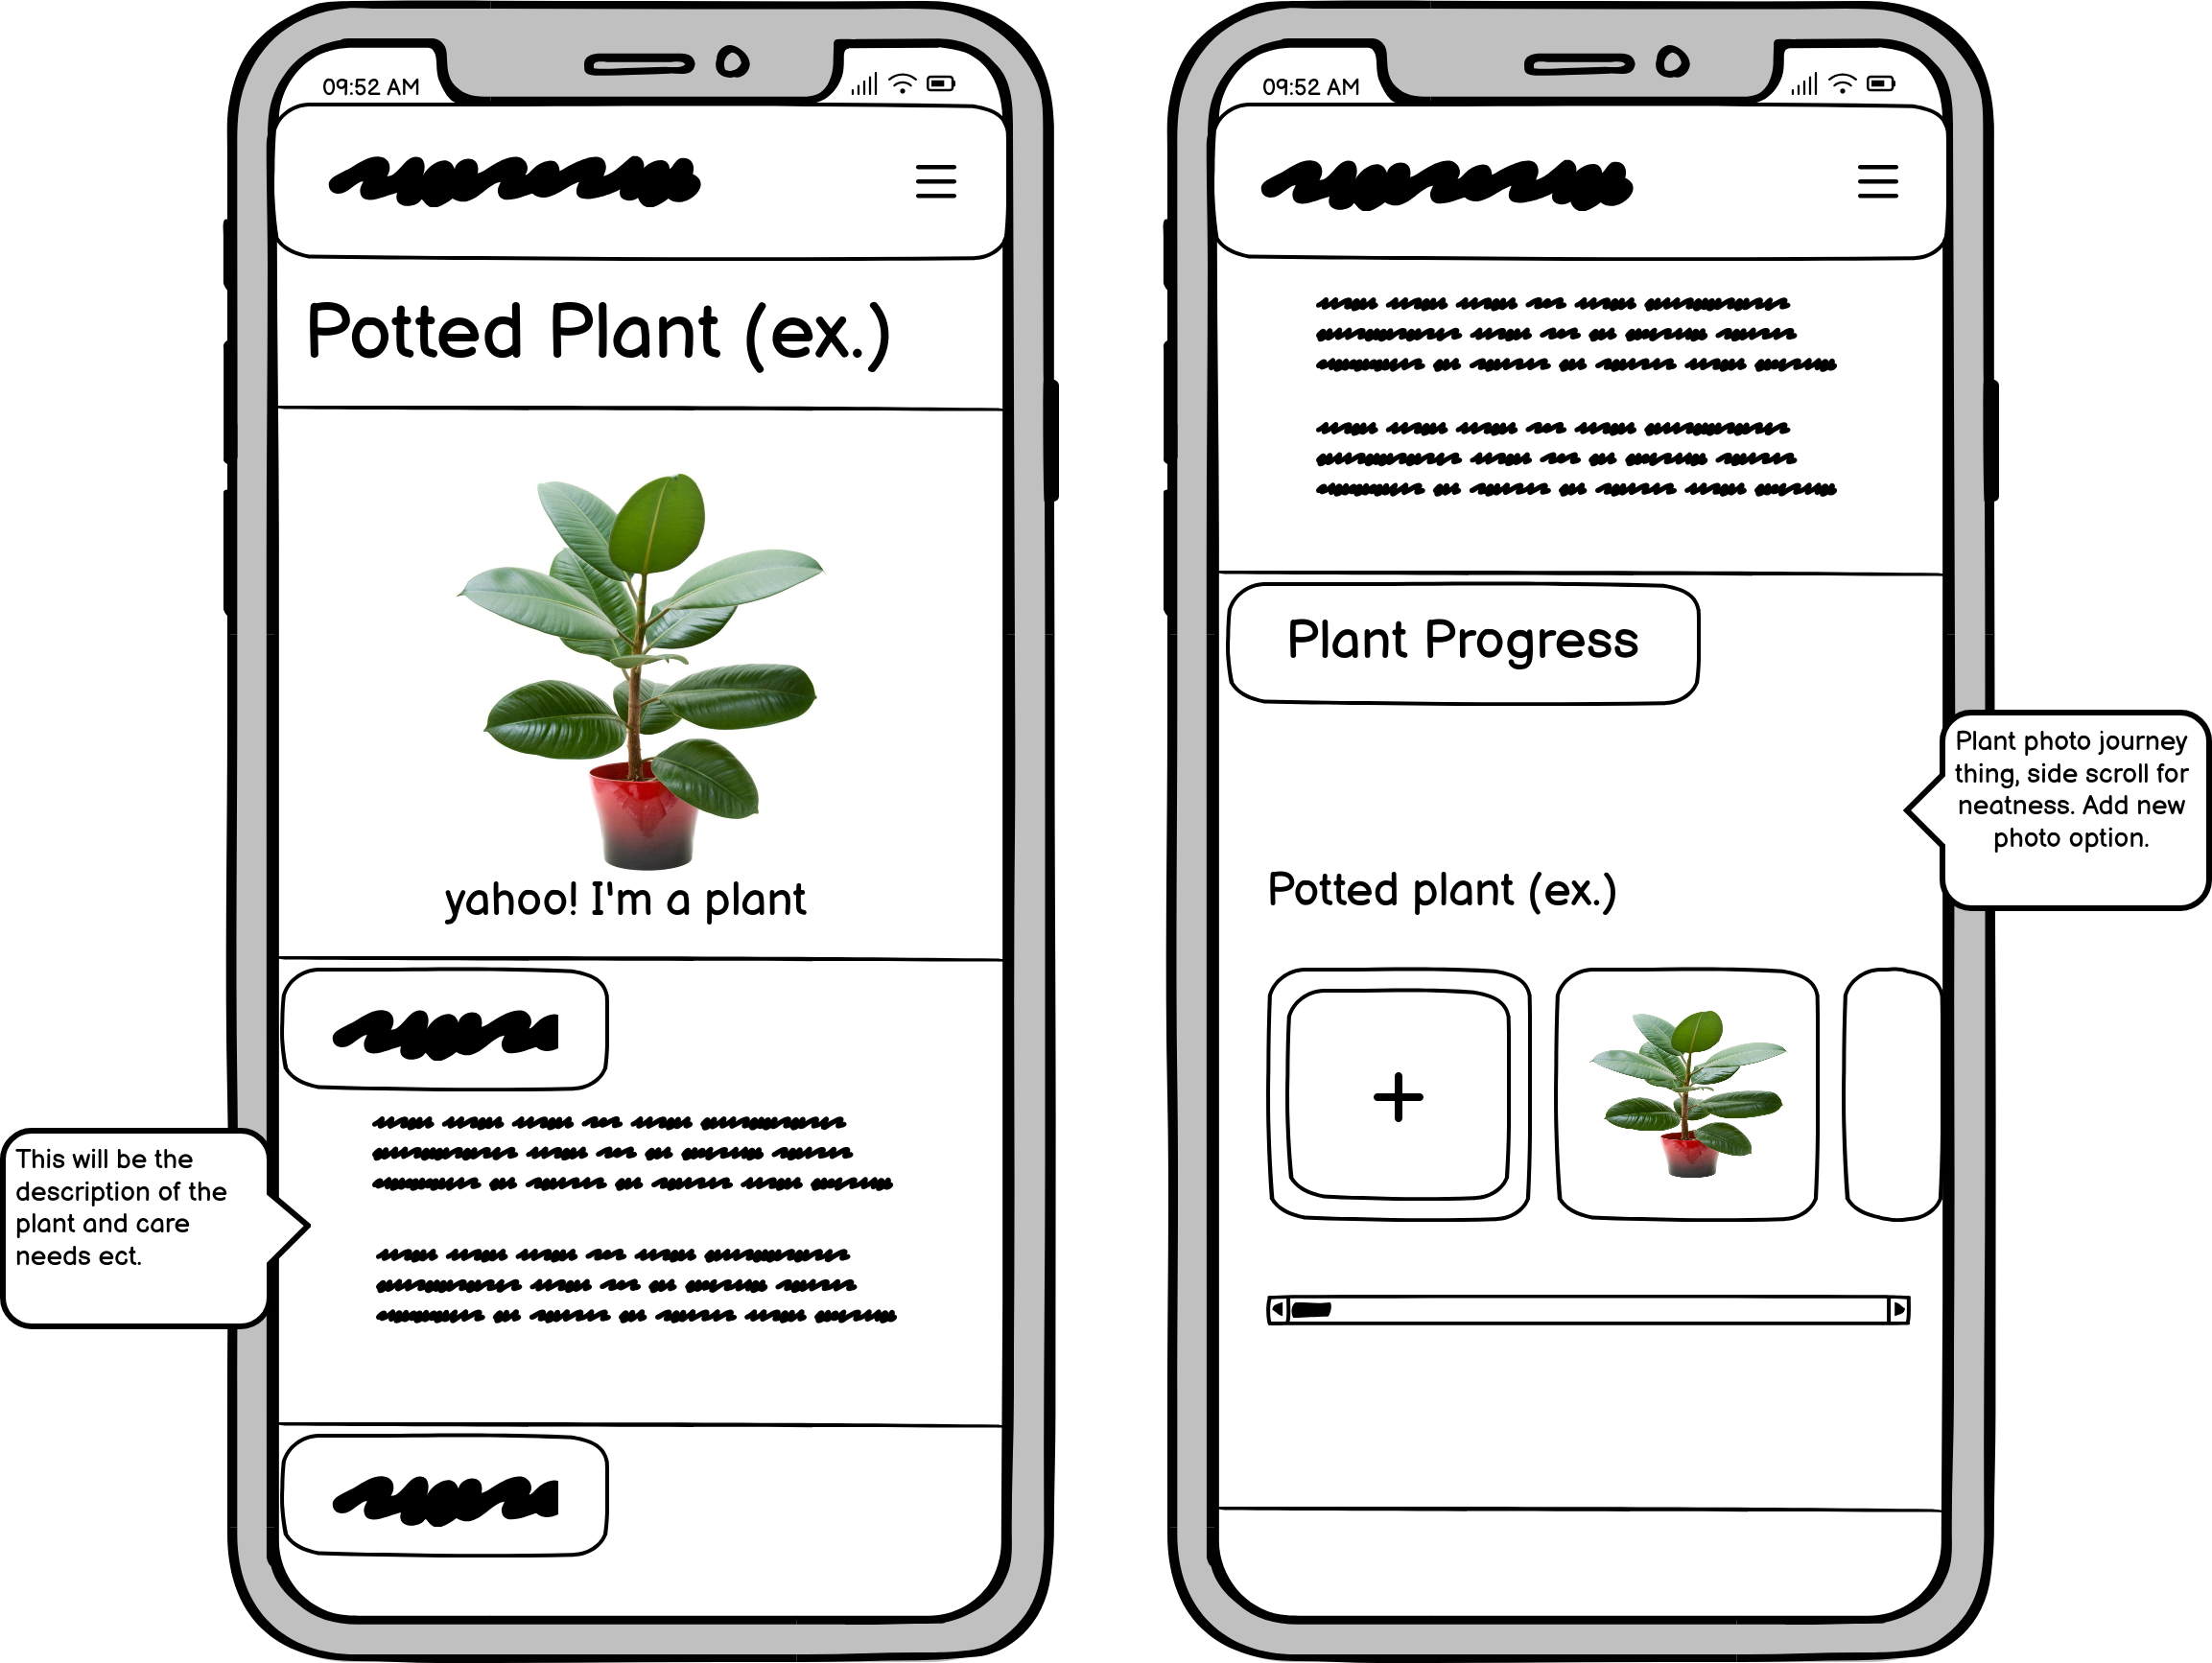 09:52 AM
Potted Plant (ex.)
yahoo! I'm a plant
This will be the
description of the
plant and care
needs ect.
09:52 AM
Plant Progress
Plant photo journey
thing, side scroll for
neatness. Add new
photo option.
Potted plant (ex.)
+